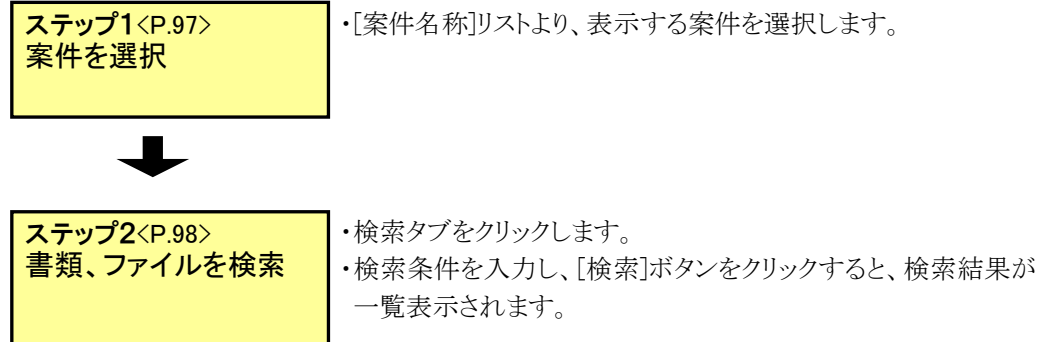 ステップ1<P.97>
案件を選択
・[案件名称]リストより、表示する案件を選択します。
ステップ2<P.98>
書類、ファイルを検索
・検索タブをクリックします。
・検索条件を入力し、[検索]ボタンをクリックすると、検索結果が
一覧表示されます。